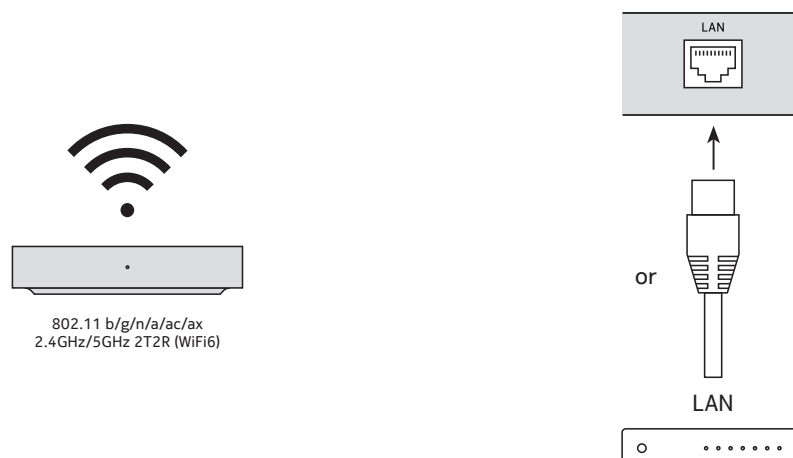 LAN
or
802.11 b/g/n/a/ac/ax
2.4GHz/5GHz 2T2R (WiFi6)
LAN